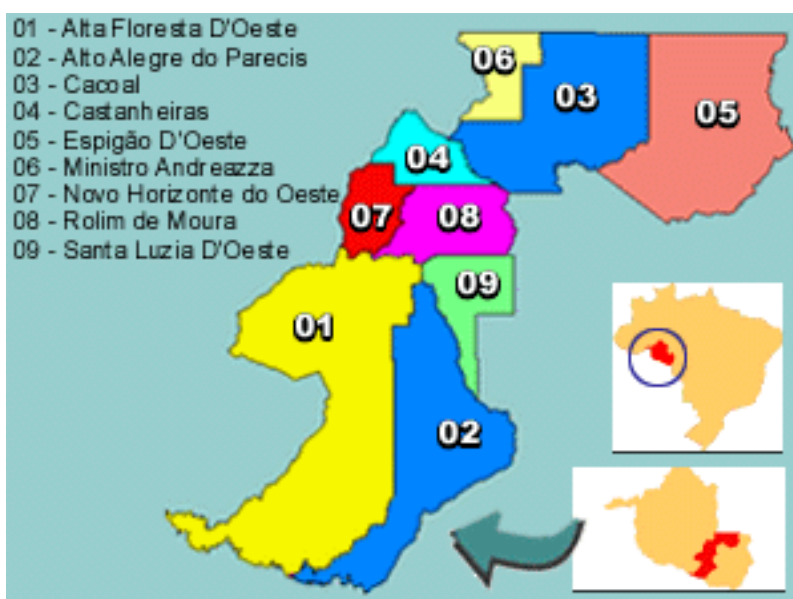 01 - Alta Floresta D'Oeste
02 - Alto Alegre do Parecis
03 - Cacoal
04 - Castanheiras
05 - Espigão D'Oeste
06 - Ministro Andreazza
07 - Novo Horizonte do Oeste
08 - Rolim de Moura
09 - Santa Luzia D'Oeste
06
03
05
04
07
08
09
01
02